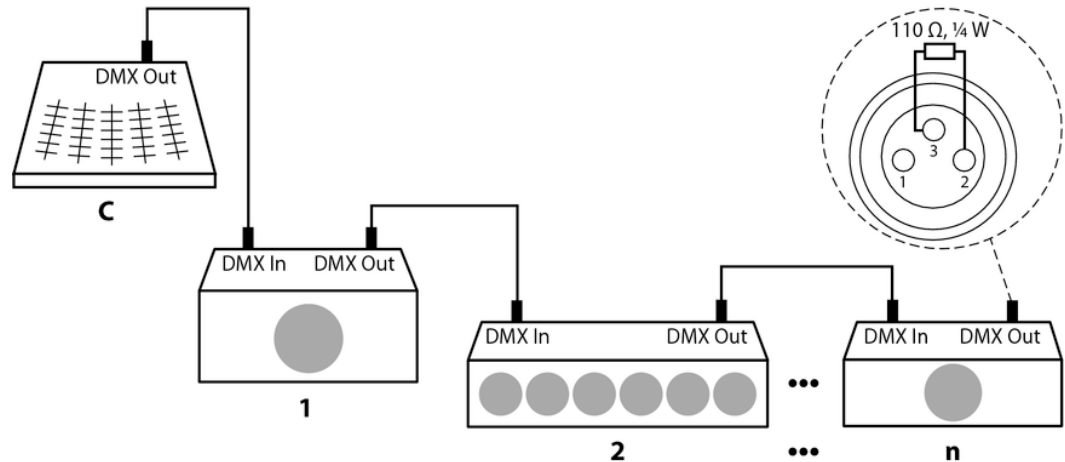 110 Ω, ¼ W
3
1
2
DMX Out
C
DMX In
DMX Out
1
DMX In
DMX Out
•••
2
•••
DMX In
DMX Out
n